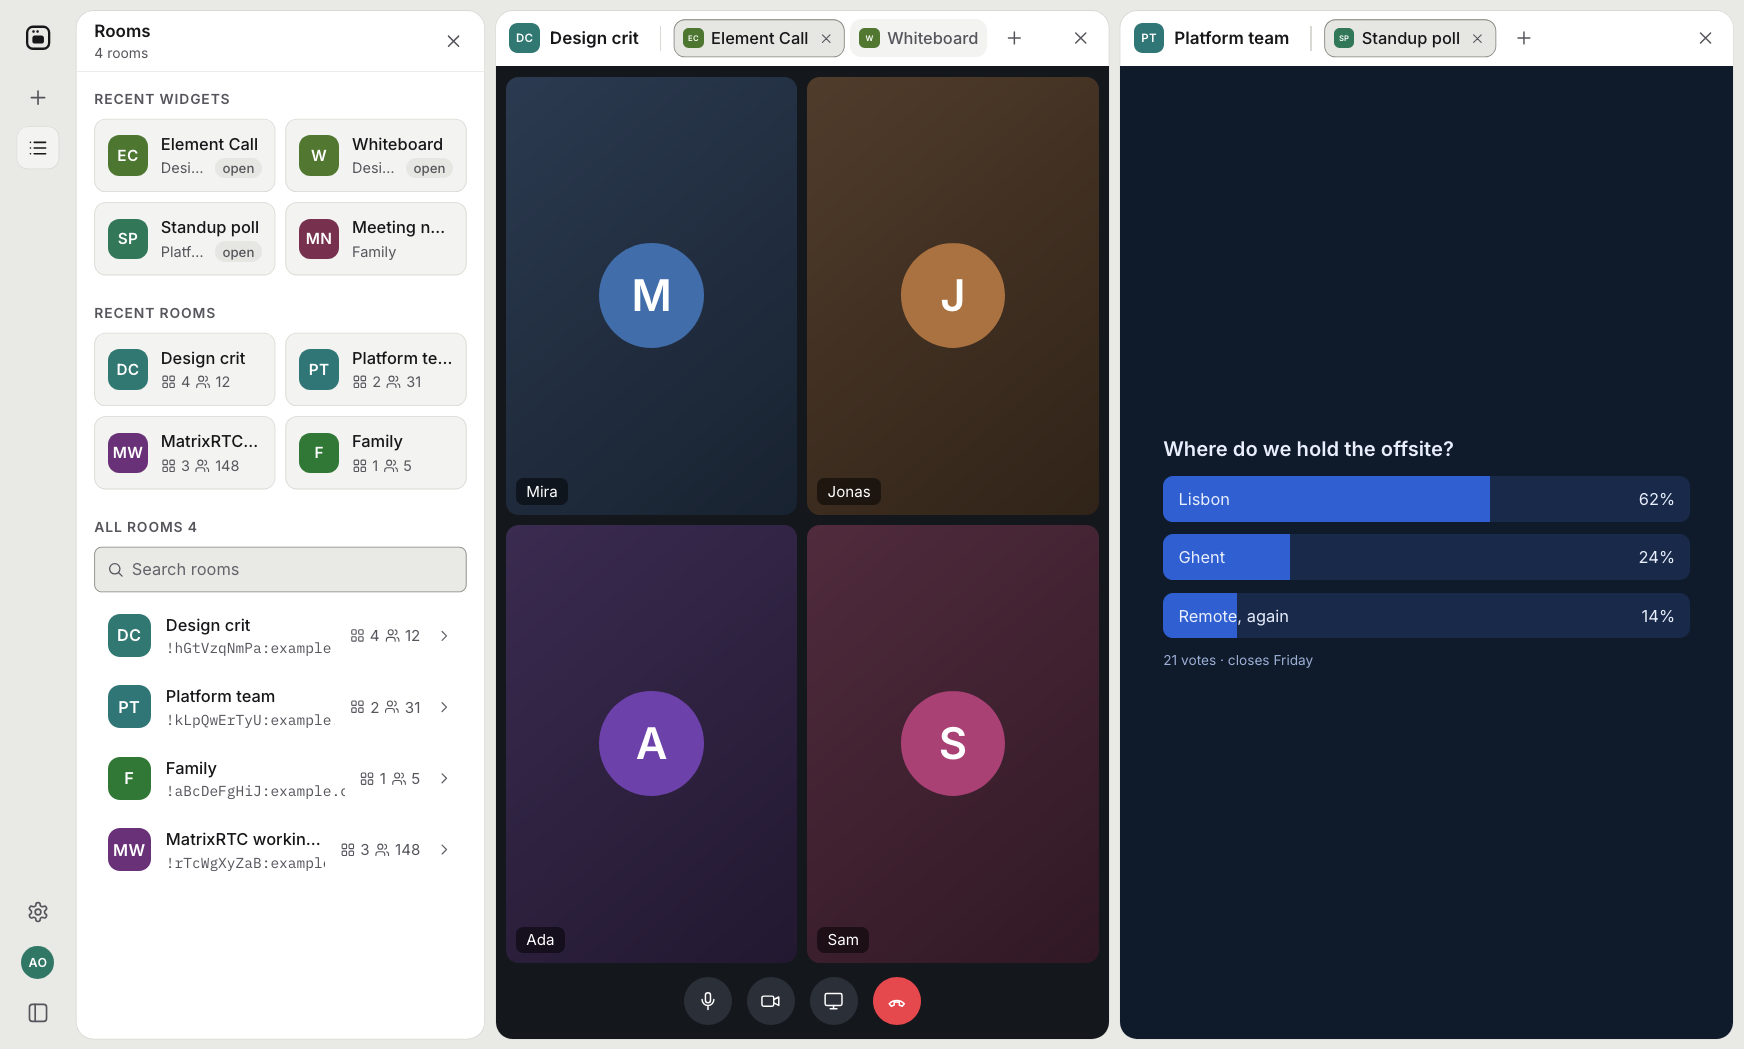 Rooms
4 rooms
RECENT WIDGETS
EC Element Call
Desi... open
W Whiteboard
Desi... open
SP Standup poll
Platf... open
MN Meeting n...
Family
RECENT ROOMS
DC Design crit
4 12
PT Platform te...
2 31
MW MatrixRTC...
3 148
F Family
1 5
ALL ROOMS 4
Search rooms
DC Design crit
!hGtVzqNmPa:example
4 12
PT Platform team
!kLpQwErTyU:example
2 31
F Family
!aBcDeFgHiJ:example.c
1 5
MW MatrixRTC workin...
!rTcWgXyZaB:example
3 148
AO
DC Design crit
EC Element Call
W Whiteboard
M
Mira
J
Jonas
A
Ada
S
Sam
PT Platform team
SP Standup poll
Where do we hold the offsite?
Lisbon 62%
Ghent 24%
Remote, again 14%
21 votes · closes Friday